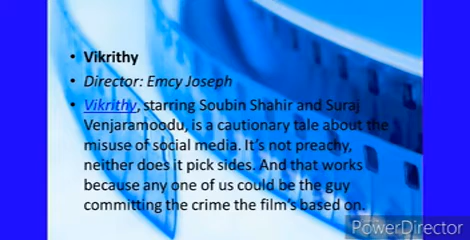 • Vikrithy
• Director: Emcy Joseph
• Vikrithy, starring Soubin Shahir and Suraj
Venjaramoodu, is a cautionary tale about the
misuse of social media. It's not preachy,
neither does it pick sides. And that works
because any one of us could be the guy
committing the crime the film's based on.
PowerDirector